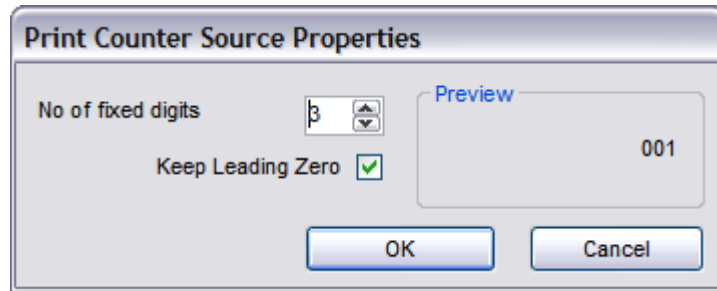 Print Counter Source Properties
No of fixed digits 3
Preview
001
Keep Leading Zero
OK Cancel